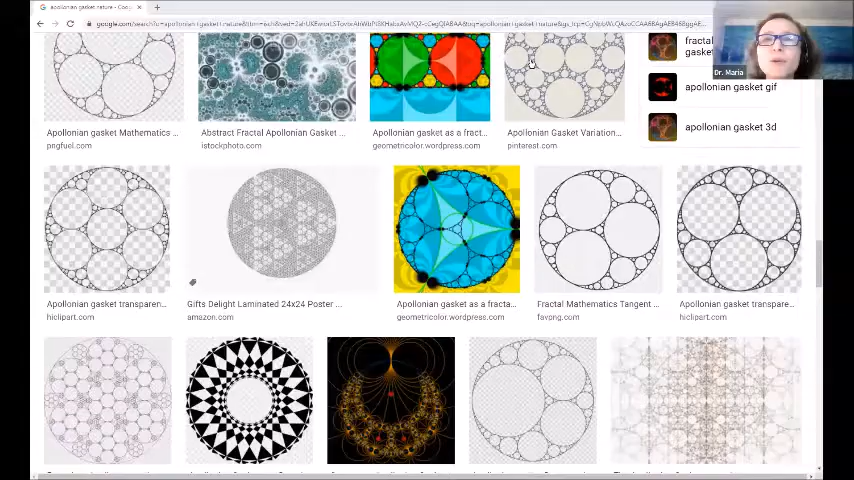 apollonian gasket nature - Goo
fractal
gasket
Dr. Maria
apollonian gasket gif
apollonian gasket 3d
Apollonian gasket Mathematics ...
pngfuel.com
Abstract Fractal Apollonian Gasket ...
istockphoto.com
Apollonian gasket as a fract...
geometricolor.wordpress.com
Apollonian Gasket Variation...
pinterest.com
Apollonian gasket transparen...
hiclipart.com
Gifts Delight Laminated 24x24 Poster ...
amazon.com
Apollonian gasket as a fracta...
geometricolor.wordpress.com
Fractal Mathematics Tangent ...
favpng.com
Apollonian gasket transpare...
hiclipart.com